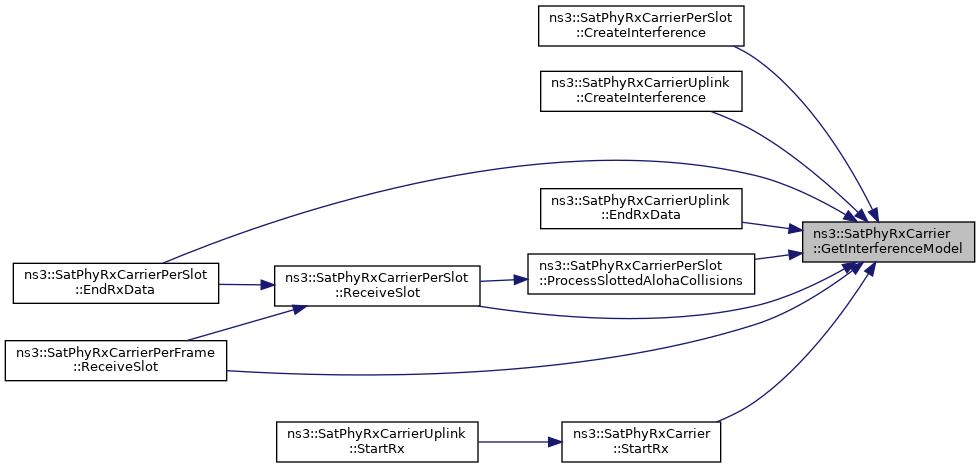 ns3::SatPhyRxCarrierPerSlot
::CreateInterference
ns3::SatPhyRxCarrierUplink
::CreateInterference
ns3::SatPhyRxCarrierUplink
::EndRxData
ns3::SatPhyRxCarrier
::GetInterferenceModel
ns3::SatPhyRxCarrierPerSlot
::EndRxData
ns3::SatPhyRxCarrierPerSlot
::ReceiveSlot
ns3::SatPhyRxCarrierPerSlot
::ProcessSlottedAlohaCollisions
ns3::SatPhyRxCarrierPerFrame
::ReceiveSlot
ns3::SatPhyRxCarrierUplink
::StartRx
ns3::SatPhyRxCarrier
::StartRx